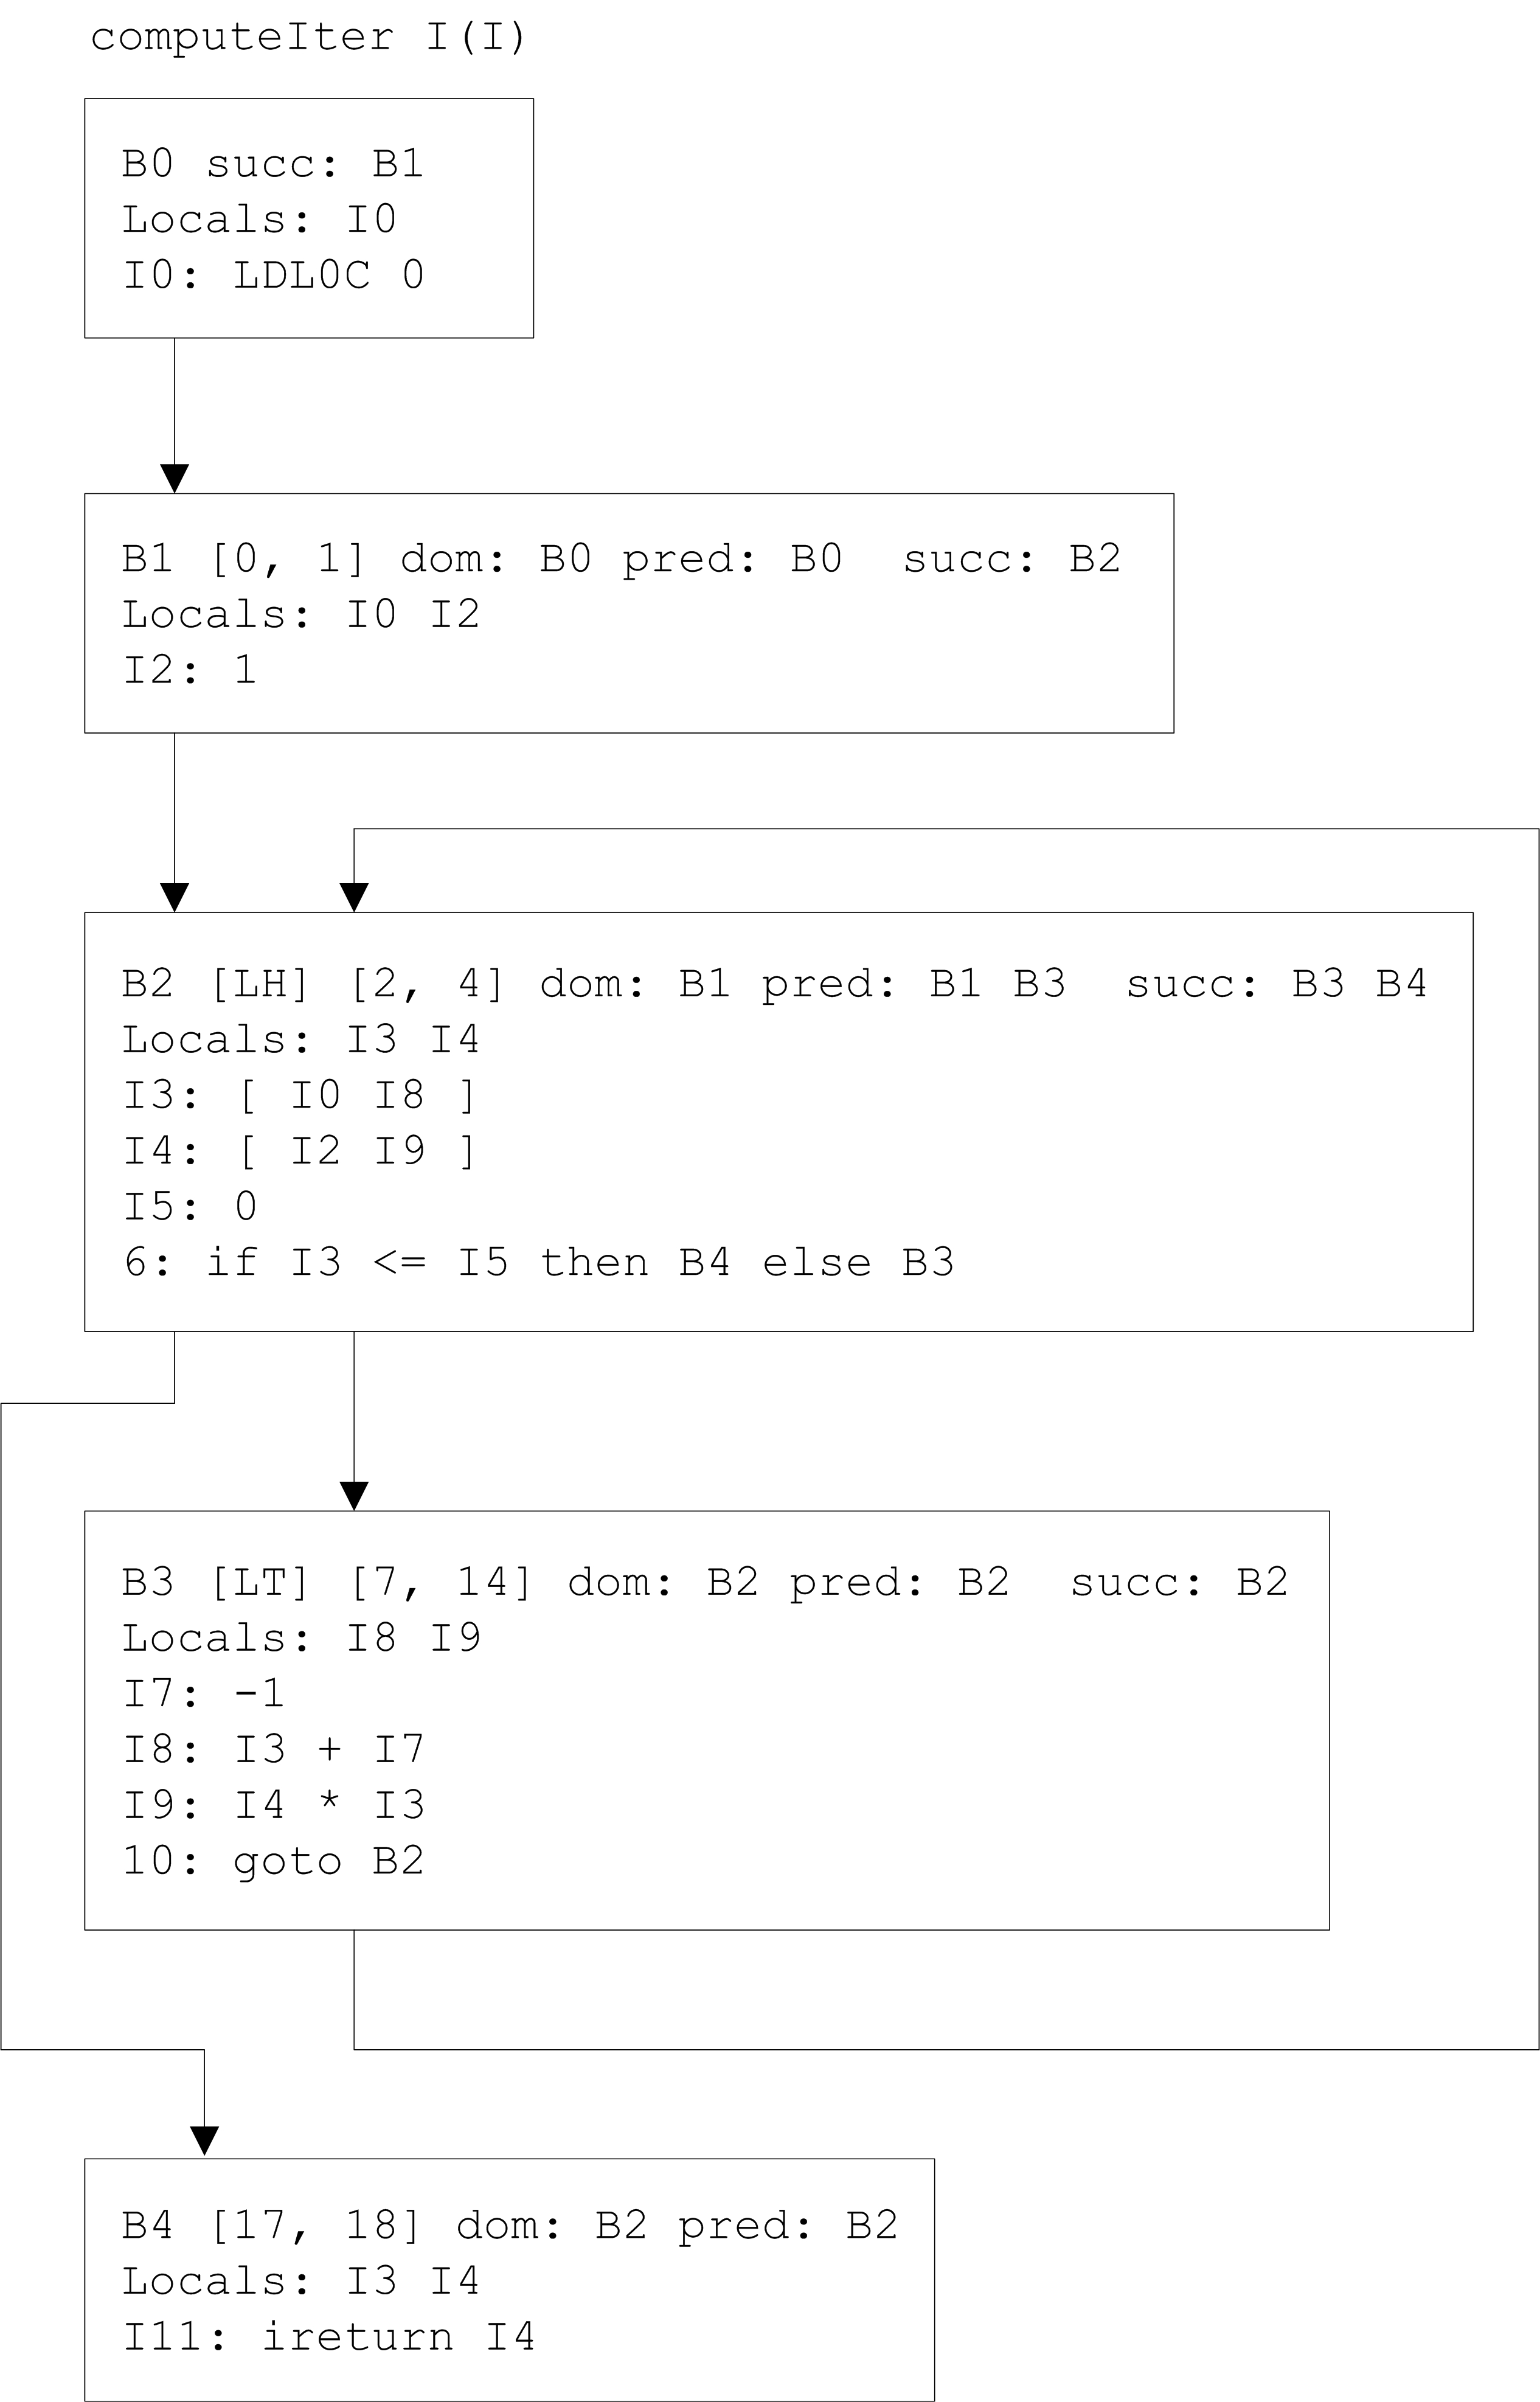 computeIter I(I)
B0 succ: B1
Locals: I0
I0: LDL0C 0
B1 [0, 1] dom: B0 pred: B0 succ: B2
Locals: I0 I2
I2: 1
B2 [LH] [2, 4] dom: B1 pred: B1 B3 succ: B3 B4
Locals: I3 I4
I3: [ I0 I8 ]
I4: [ I2 I9 ]
I5: 0
6: if I3 <= I5 then B4 else B3
B3 [LT] [7, 14] dom: B2 pred: B2 succ: B2
Locals: I8 I9
I7: -1
I8: I3 + I7
I9: I4 * I3
10: goto B2
B4 [17, 18] dom: B2 pred: B2
Locals: I3 I4
I11: ireturn I4